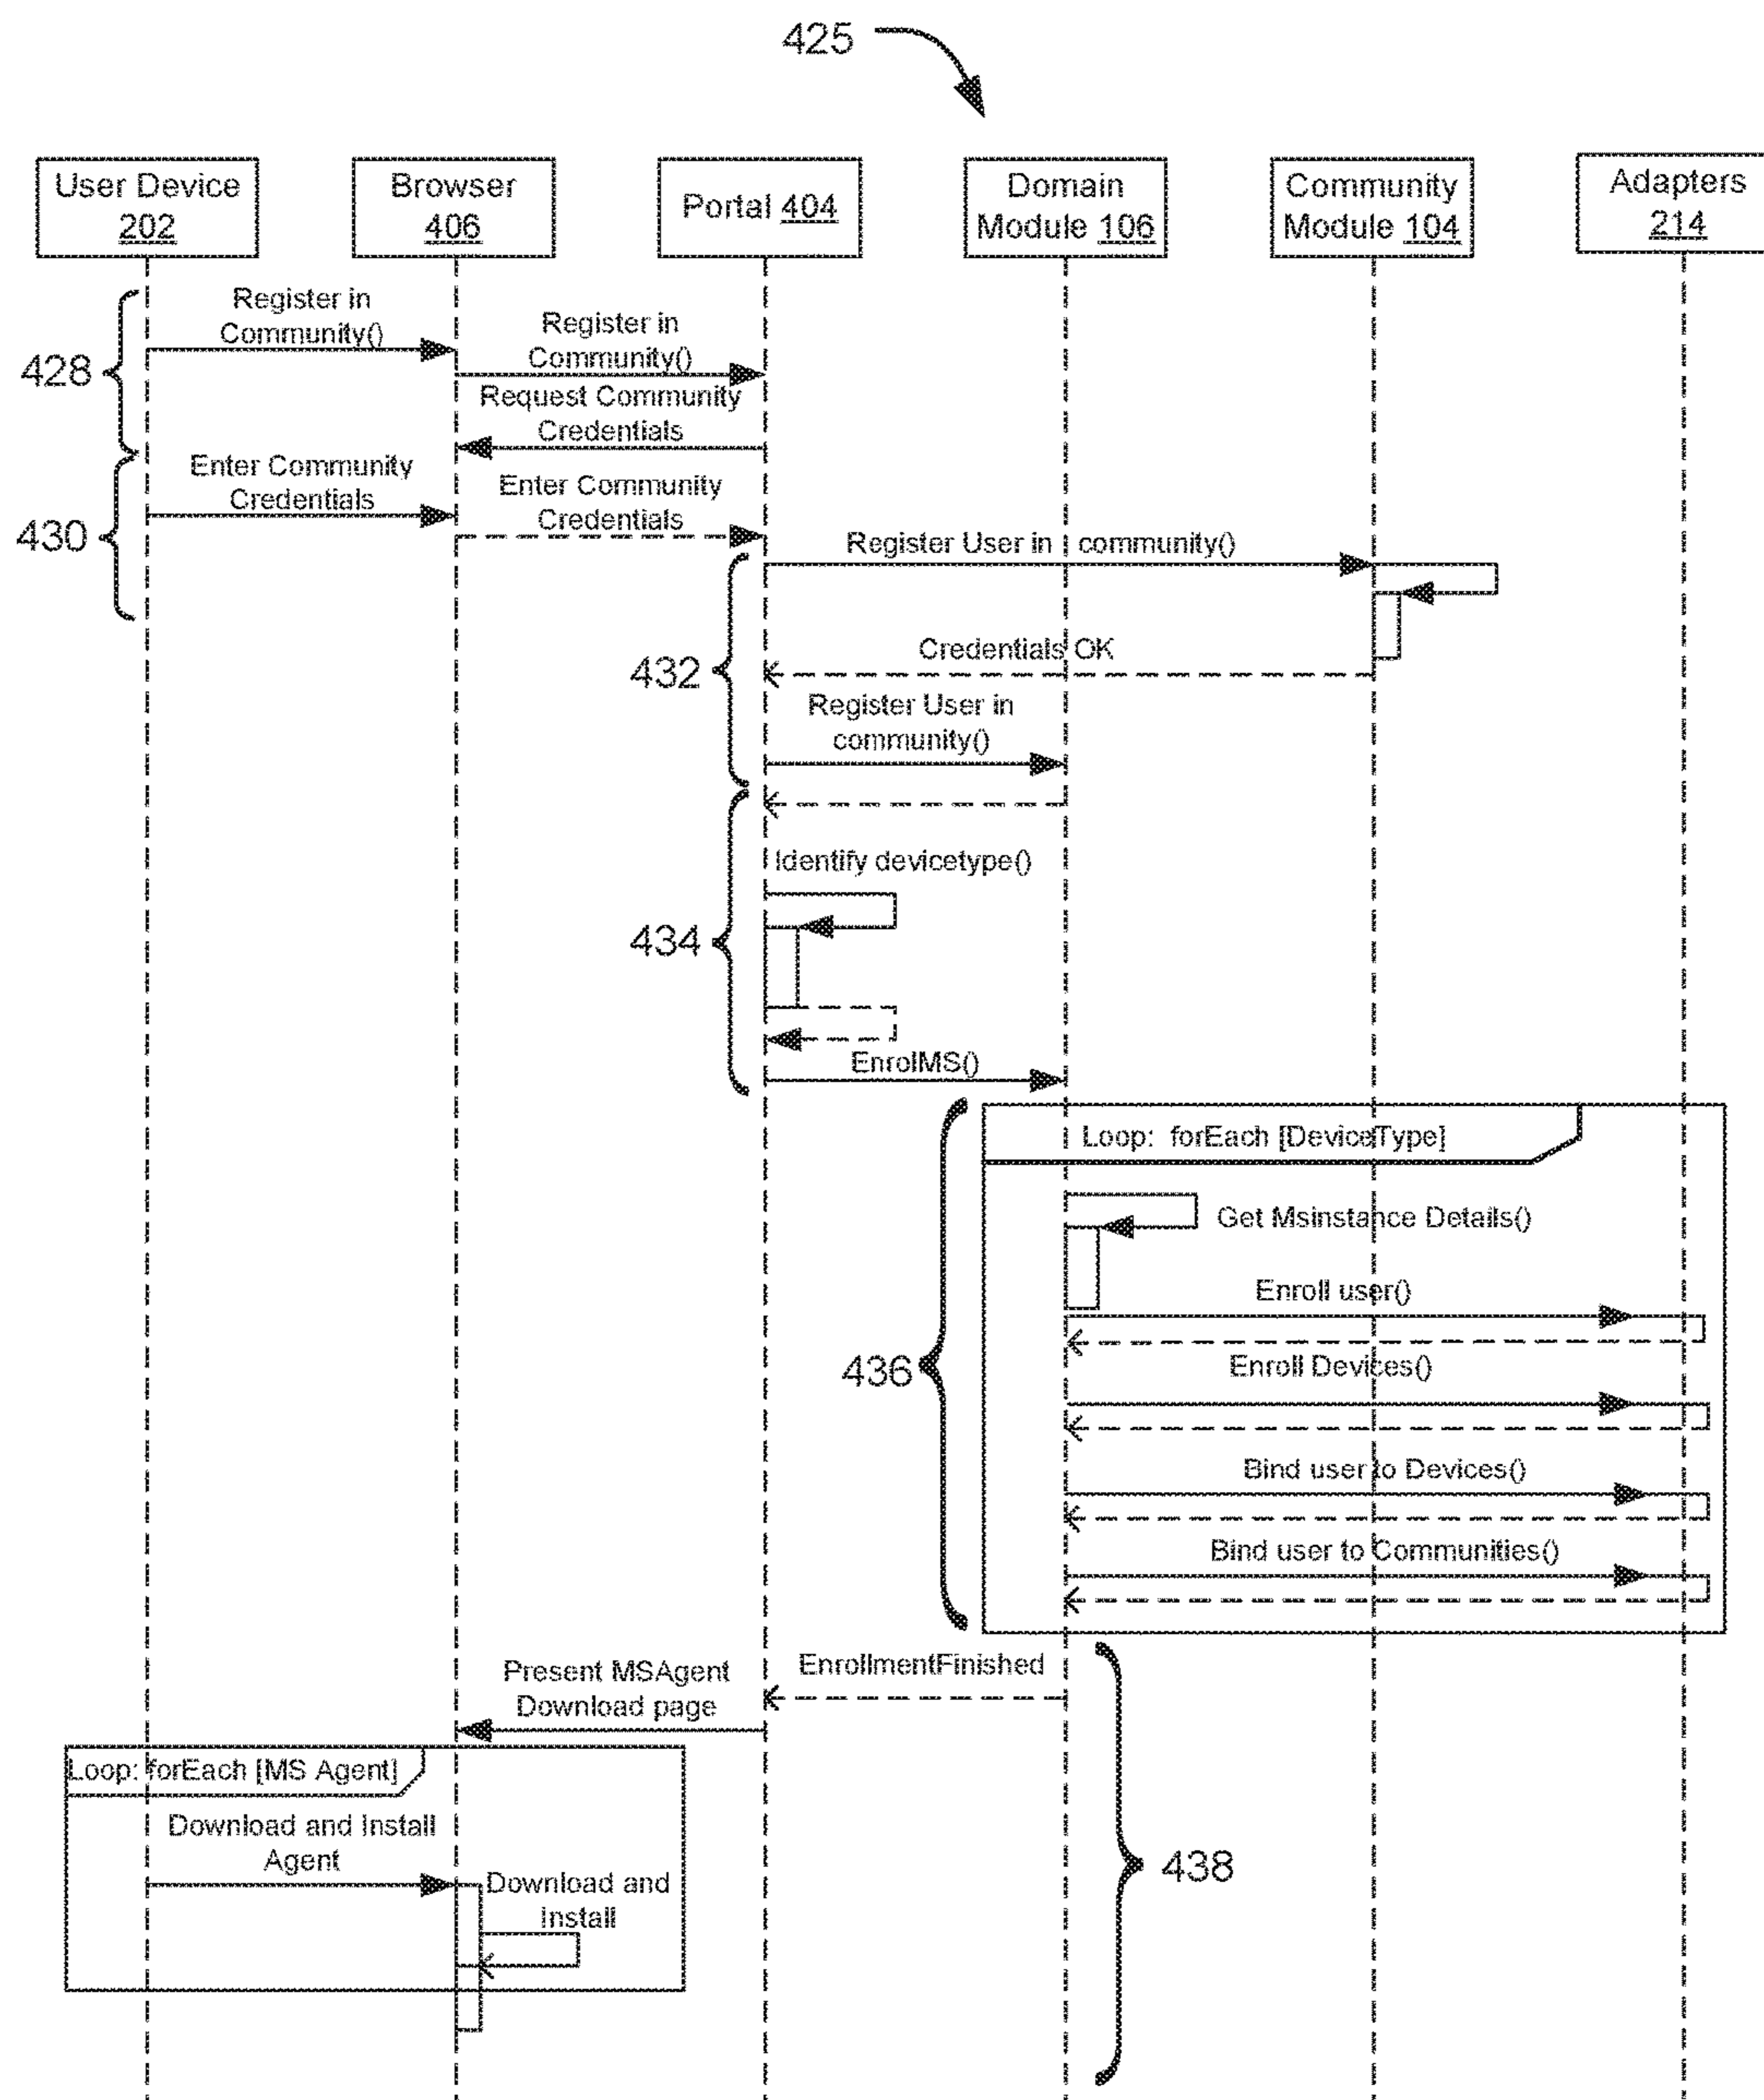 425
User Device
202
Browser
406
Portal 404
Domain
Module 106
Community
Module 104
Adapters
214
Register in
Community()
Register in
Community()
428
Request Community
Credentials
Enter Community
Credentials
Enter Community
Credentials
430
Register User in community()
Credentials OK
432
Register User in
community()
Identify devicetype()
434
EnrolMS()
Loop: forEach [DeviceType]
Get Msinstance Details()
Enroll user()
436
Enroll Devices()
Bind user to Devices()
Bind user to Communities()
EnrollmentFinished
Present MSAgent
Download page
Loop: forEach [MS Agent]
Download and Install
Agent
Download and
Install
438